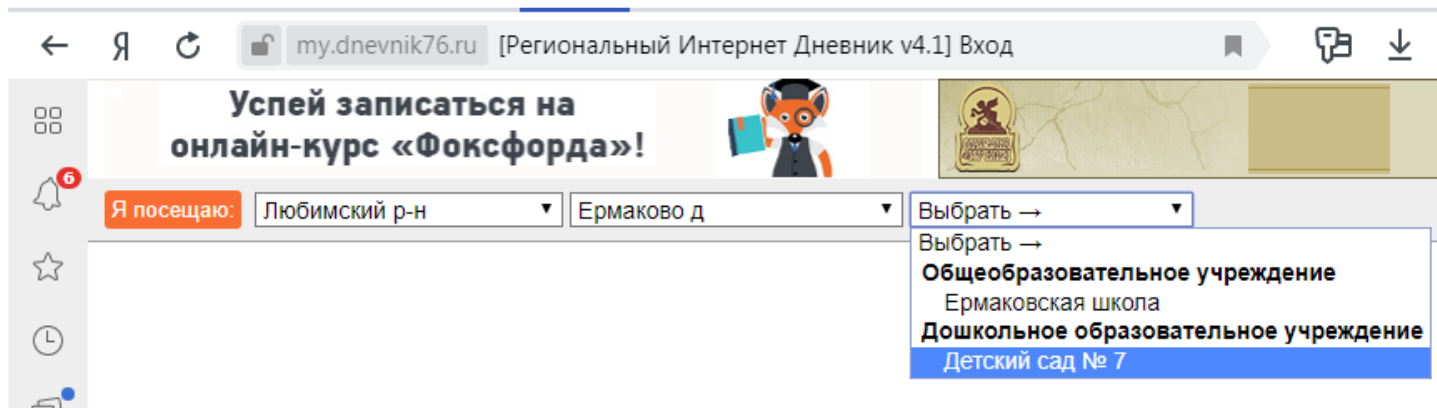 Я my.dnevnik76.ru [Региональный Интернет Дневник v4.1] Вход
Успей записаться на
онлайн-курс «Фоксфорда»!
6
Я посещаю: Любимский р-н Ермаково д Выбрать →
Выбрать →
Общеобразовательное учреждение
Ермаковская школа
Дошкольное образовательное учреждение
Детский сад № 7